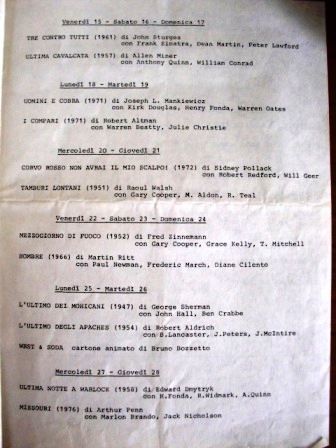 Venerdì 15 - Sabato 16 - Domenica 17
TRE CONTRO TUTTI (1961) di John Sturges
con Frank Sinatra, Dean Martin, Peter Lawford
ULTIMA CAVALCATA (1957) di Allen Miner
con Anthony Quinn, William Conrad
Lunedì 18 - Martedì 19
UOMINI E COBRA (1971) di Joseph L. Mankiewicz
con Kirk Douglas, Henry Fonda, Warren Oates
I COMPARI (1971) di Robert Altman
con Warren Beatty, Julie Christie
Mercoledì 20 - Giovedì 21
CORVO ROSSO NON AVRAI IL MIO SCALPO! (1972) di Sidney Pollack
con Robert Redford, Will Geer
TAMBURI LONTANI (1951) di Raoul Walsh
con Gary Cooper, M. Aldon, R. Teal
Venerdì 22 - Sabato 23 - Domenica 24
MEZZOGIORNO DI FUOCO (1952) di Fred Zinnemann
con Gary Cooper, Grace Kelly, T. Mitchell
HOMBRE (1966) di Martin Ritt
con Paul Newman, Frederic March, Diane Cilento
Lunedì 25 - Martedì 26
L'ULTIMO DEI MOHICANI (1947) di George Sherman
con John Hall, Ben Crabbe
L'ULTIMO DEGLI APACHES (1954) di Robert Aldrich
con B.Lancaster, J.Peters, J.McIntire
WEST & SODA cartone animato di Bruno Bozzetto
Mercoledì 27 - Giovedì 28
ULTIMA NOTTE A WARLOCK (1958) di Edward Dmytryk
con H.Fonda, R.Widmark, A.Quinn
MISSOURI (1976) di Arthur Penn
con Marlon Brando, Jack Nicholson